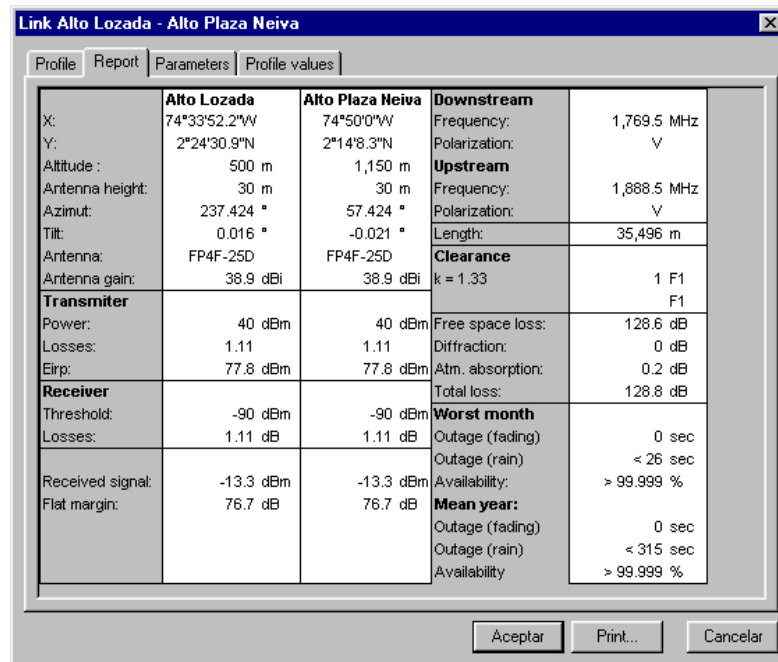 Link Alto Lozada - Alto Plaza Neiva
Profile Report Parameters Profile values
Alto Lozada Alto Plaza Neiva Downstream
X: 74°33'52.2"W 74°50'0"W Frequency: 1,769.5 MHz
Y: 2°24'30.9"N 2°14'8.3"N Polarization: V
Altitude : 500 m 1,150 m Upstream
Antenna height: 30 m 30 m Frequency: 1,888.5 MHz
Azimut: 237.424 ° 57.424 ° Polarization: V
Tilt: 0.016 ° -0.021 ° Length: 35,496 m
Antenna: FP4F-25D FP4F-25D Clearance
Antenna gain: 38.9 dBi 38.9 dBi k = 1.33 1 F1
Transmiter F1
Power: 40 dBm 40 dBm Free space loss: 128.6 dB
Losses: 1.11 1.11 Diffraction: 0 dB
Eirp: 77.8 dBm 77.8 dBm Atm. absorption: 0.2 dB
Receiver Total loss: 128.8 dB
Threshold: -90 dBm -90 dBm Worst month
Losses: 1.11 dB 1.11 dB Outage (fading) 0 sec
Outage (rain) < 26 sec
Received signal: -13.3 dBm -13.3 dBm Availability: > 99.999 %
Flat margin: 76.7 dB 76.7 dB Mean year:
Outage (fading) 0 sec
Outage (rain) < 315 sec
Availability > 99.999 %
Aceptar Print... Cancelar